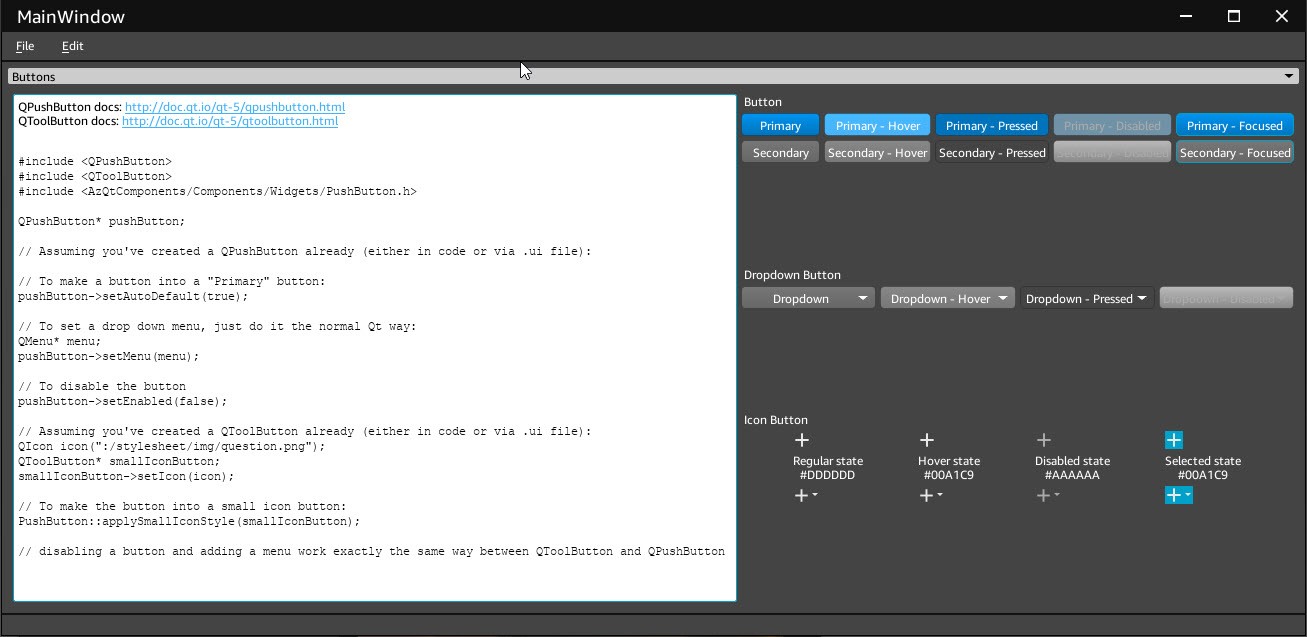 MainWindow
File Edit
Buttons
QPushButton docs: http://doc.qt.io/qt-5/qpushbutton.html
QToolButton docs: http://doc.qt.io/qt-5/qtoolbutton.html
#include <QPushButton>
#include <QToolButton>
#include <AzQtComponents/Components/Widgets/PushButton.h>
QPushButton* pushButton;
// Assuming you've created a QPushButton already (either in code or via .ui file):
// To make a button into a "Primary" button:
pushButton->setAutoDefault(true);
// To set a drop down menu, just do it the normal Qt way:
QMenu* menu;
pushButton->setMenu(menu);
// To disable the button
pushButton->setEnabled(false);
// Assuming you've created a QToolButton already (either in code or via .ui file):
QIcon icon(":/stylesheet/img/question.png");
QToolButton* smallIconButton;
smallIconButton->setIcon(icon);
// To make the button into a small icon button:
PushButton::applySmallIconStyle(smallIconButton);
// disabling a button and adding a menu work exactly the same way between QToolButton and QPushButton
Button
Primary Primary - Hover Primary - Pressed Primary - Disabled Primary - Focused
Secondary Secondary - Hover Secondary - Pressed Secondary - Disabled Secondary - Focused
Dropdown Button
Dropdown Dropdown - Hover Dropdown - Pressed Dropdown - Disabled
Icon Button
Regular state Hover state Disabled state Selected state
#DDDDDD #00A1C9 #AAAAAA #00A1C9